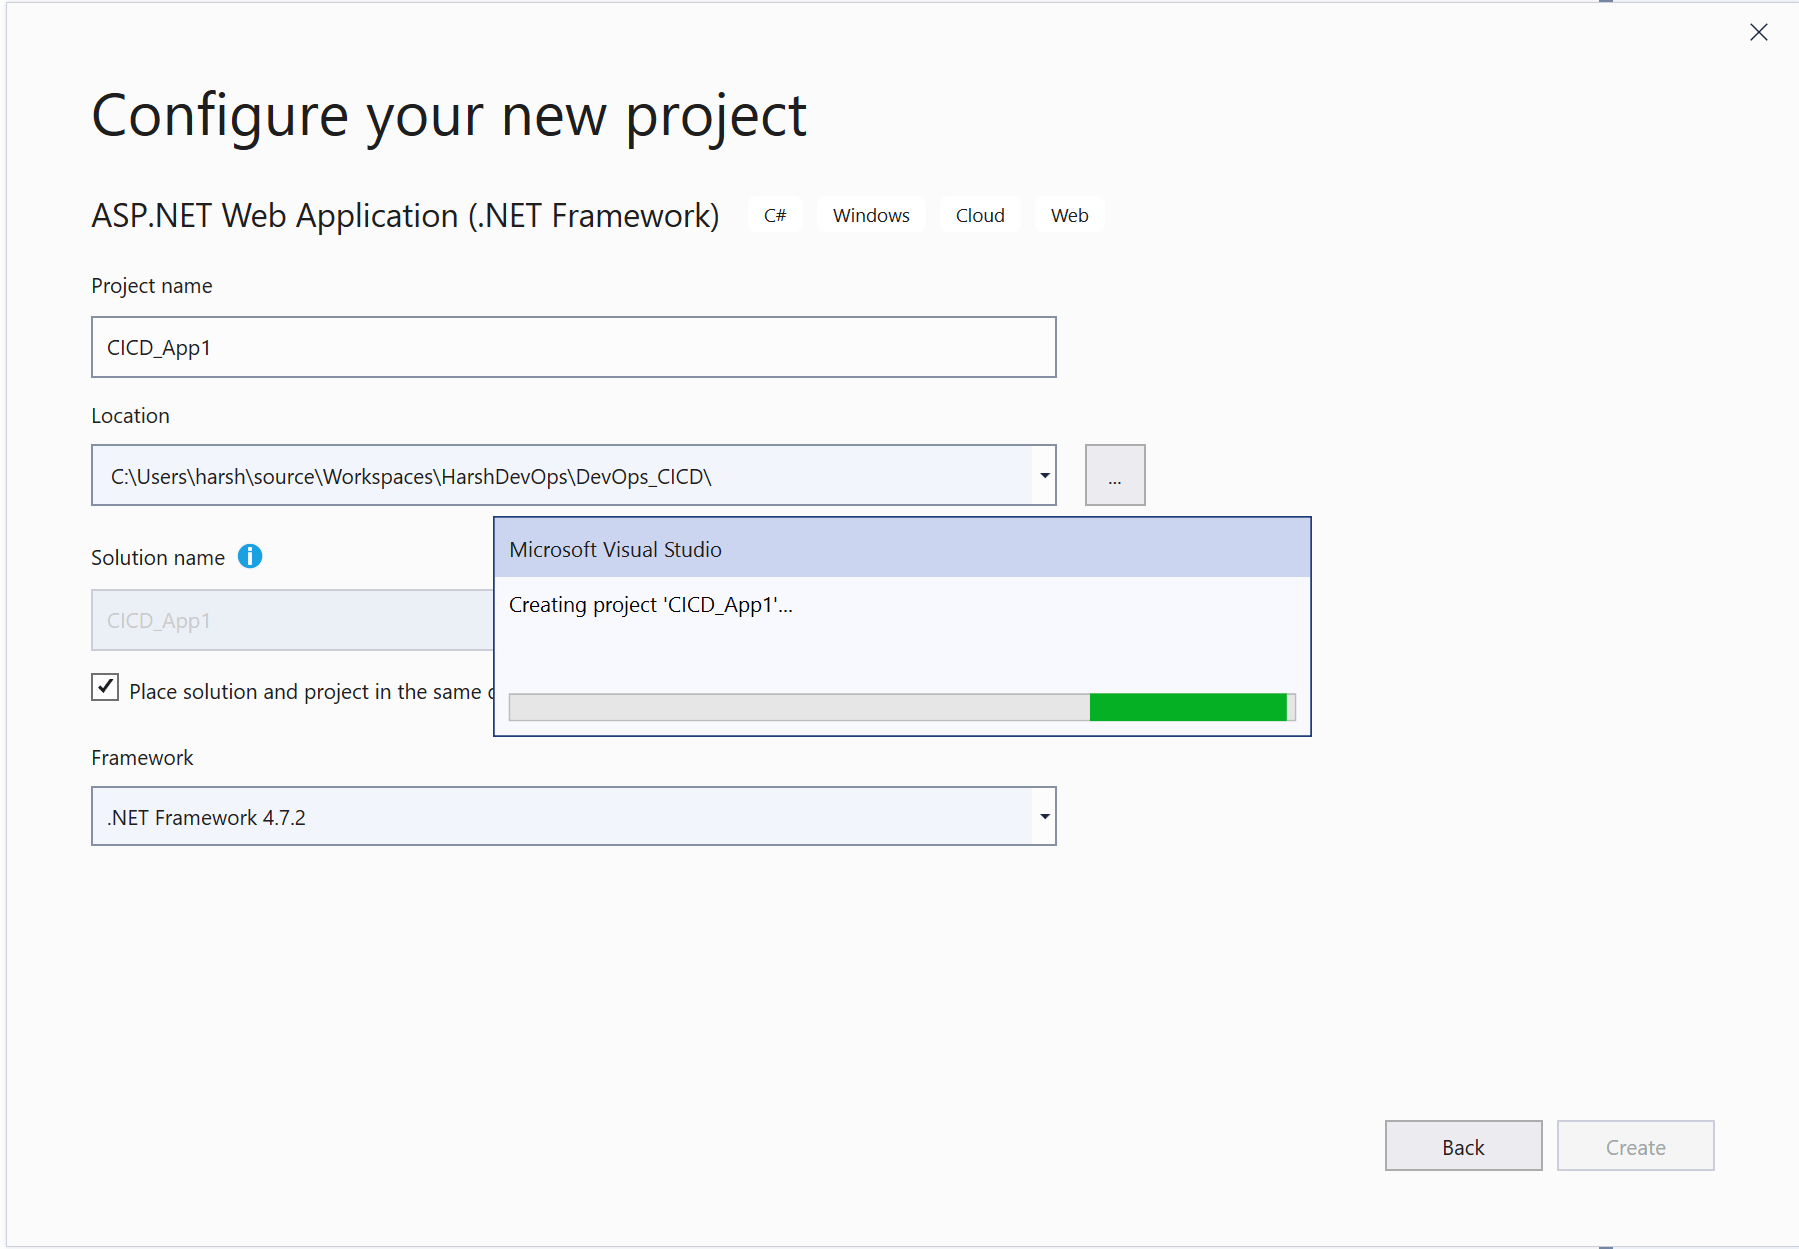 Configure your new project
ASP.NET Web Application (.NET Framework) C# Windows Cloud Web
Project name
CICD_App1
Location
C:\Users\harsh\source\Workspaces\HarshDevOps\DevOps_CICD\
...
Solution name
CICD_App1
Place solution and project in the same
Microsoft Visual Studio
Creating project 'CICD_App1'...
Framework
.NET Framework 4.7.2
Back Create